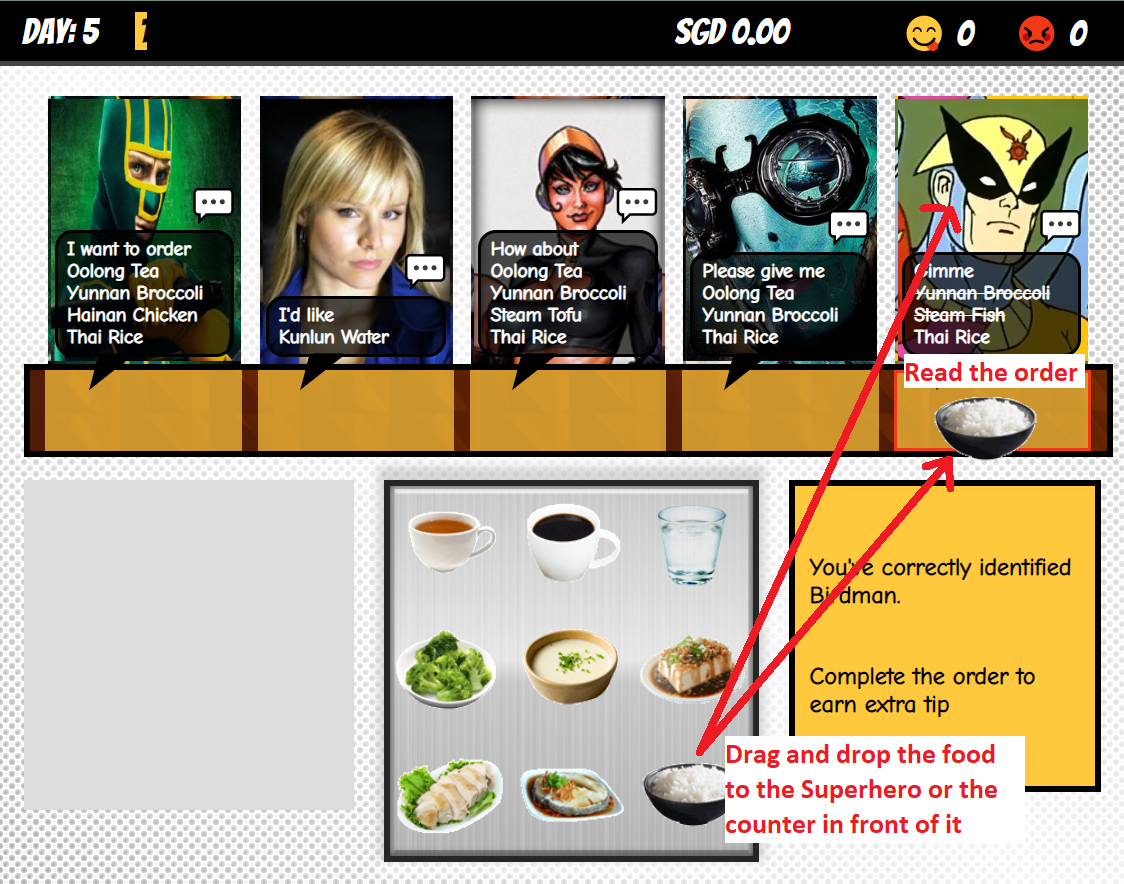 DAY: 5
SGD 0.00
0
0
I want to order
Oolong Tea
Yunnan Broccoli
Hainan Chicken
Thai Rice
I'd like
Kunlun Water
How about
Oolong Tea
Yunnan Broccoli
Steam Tofu
Thai Rice
Please give me
Oolong Tea
Yunnan Broccoli
Thai Rice
Gimme
Yunnan Broccoli
Steam Fish
Thai Rice
Read the order
You've correctly identified
Birdman.
Complete the order to
earn extra tip
Drag and drop the food
to the Superhero or the
counter in front of it